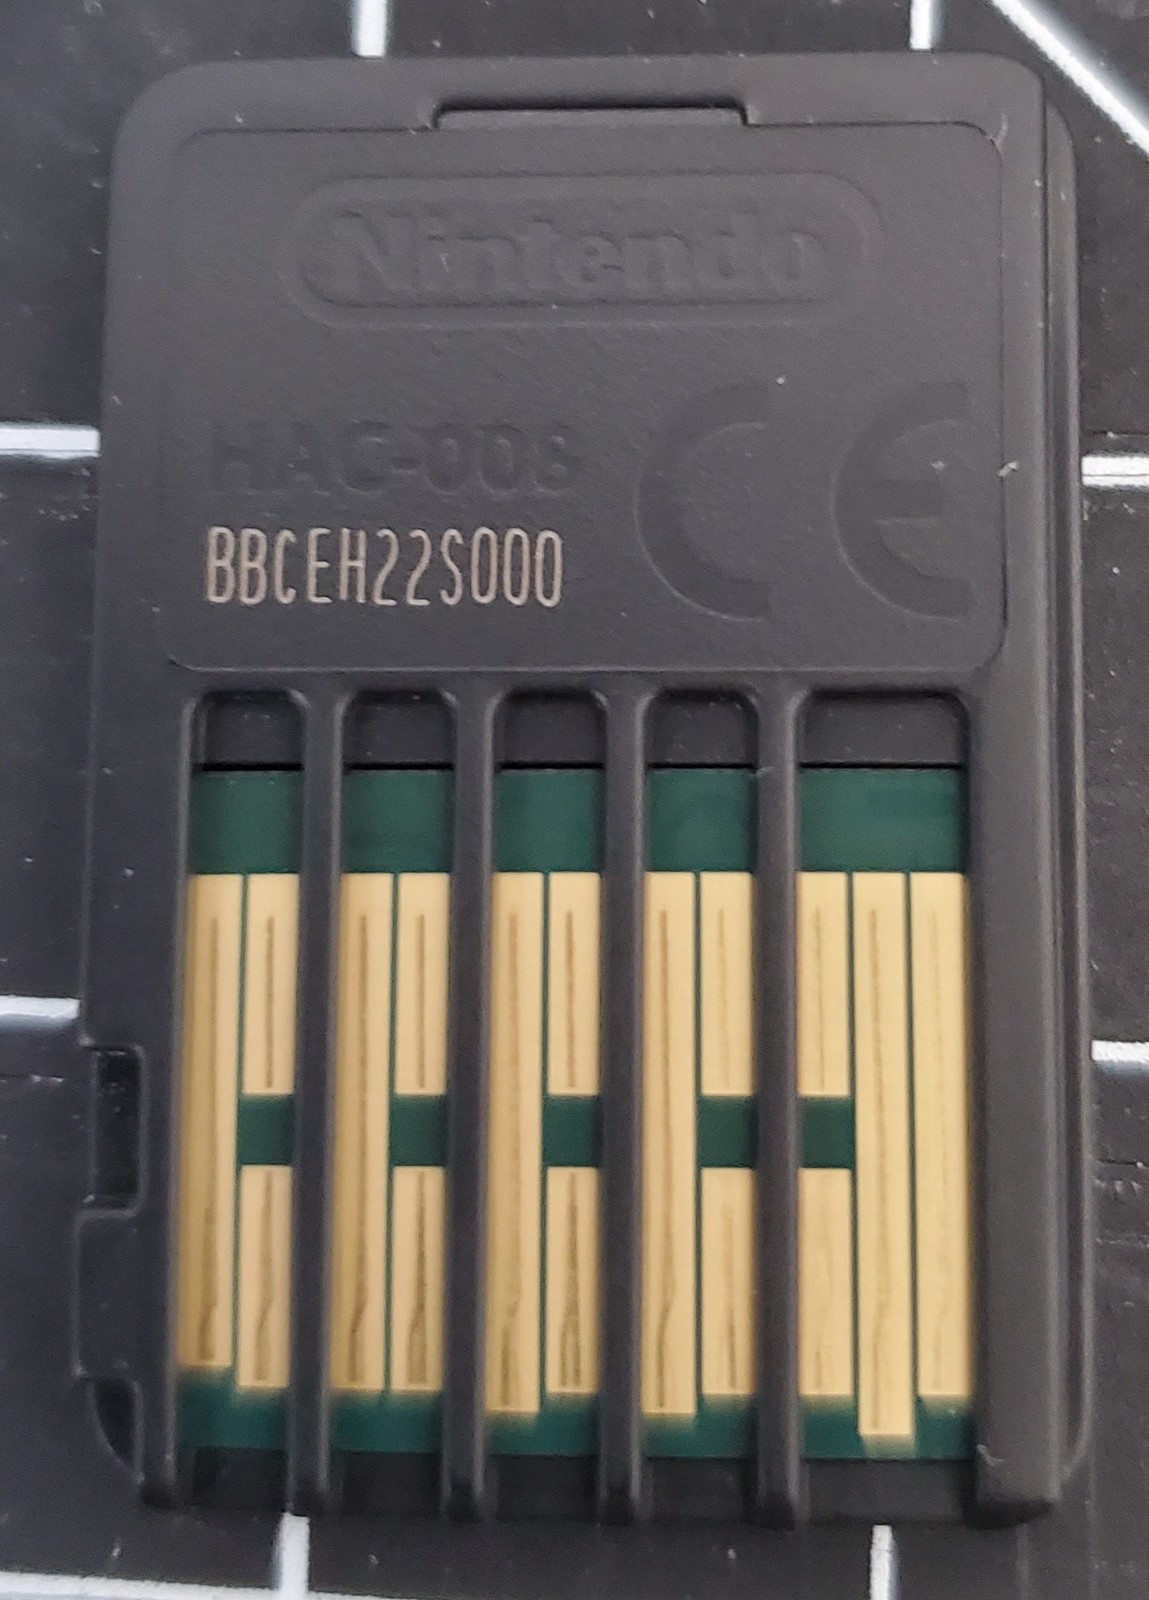 Nintendo
HAC-008
CE
BBCEH22S000